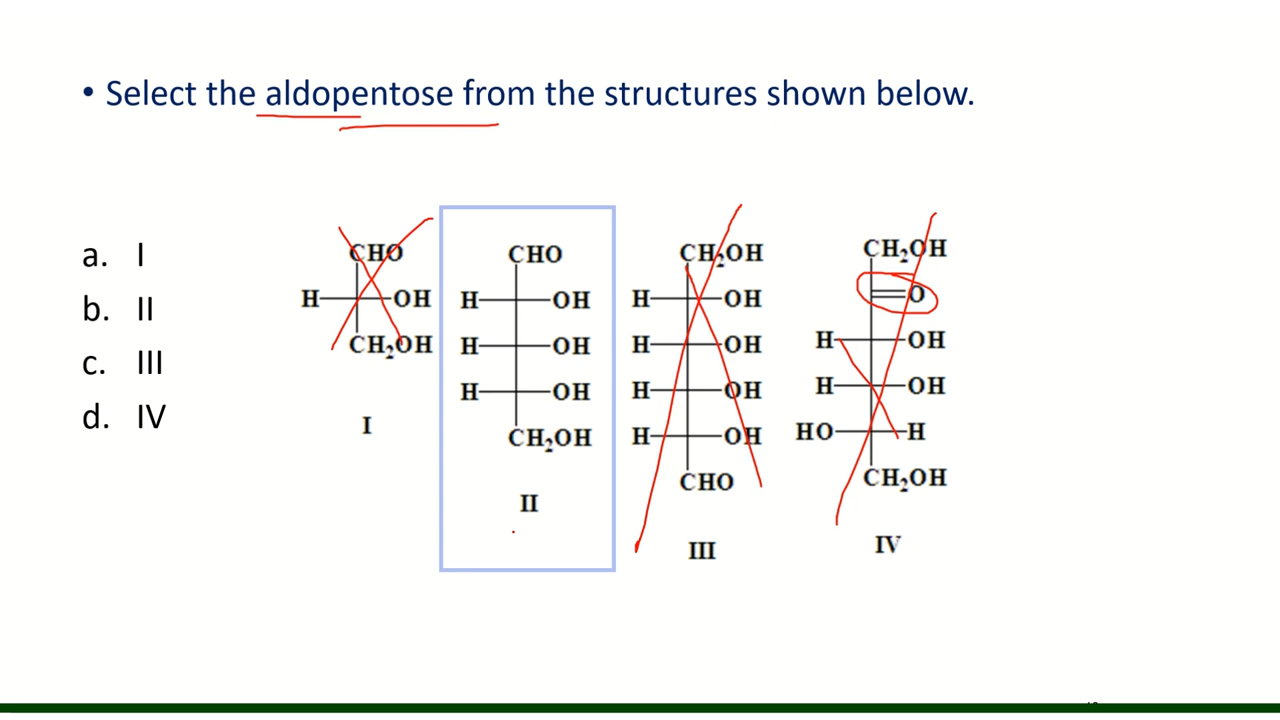 • Select the aldopentose from the structures shown below.
a. I
b. II
c. III
d. IV
CHO
H OH
CH₂OH
I
CHO
H OH
H OH
H OH
CH₂OH
II
CH₂OH
H OH
H OH
H OH
H OH
CHO
III
CH₂OH
O
H OH
H OH
HO H
CH₂OH
IV